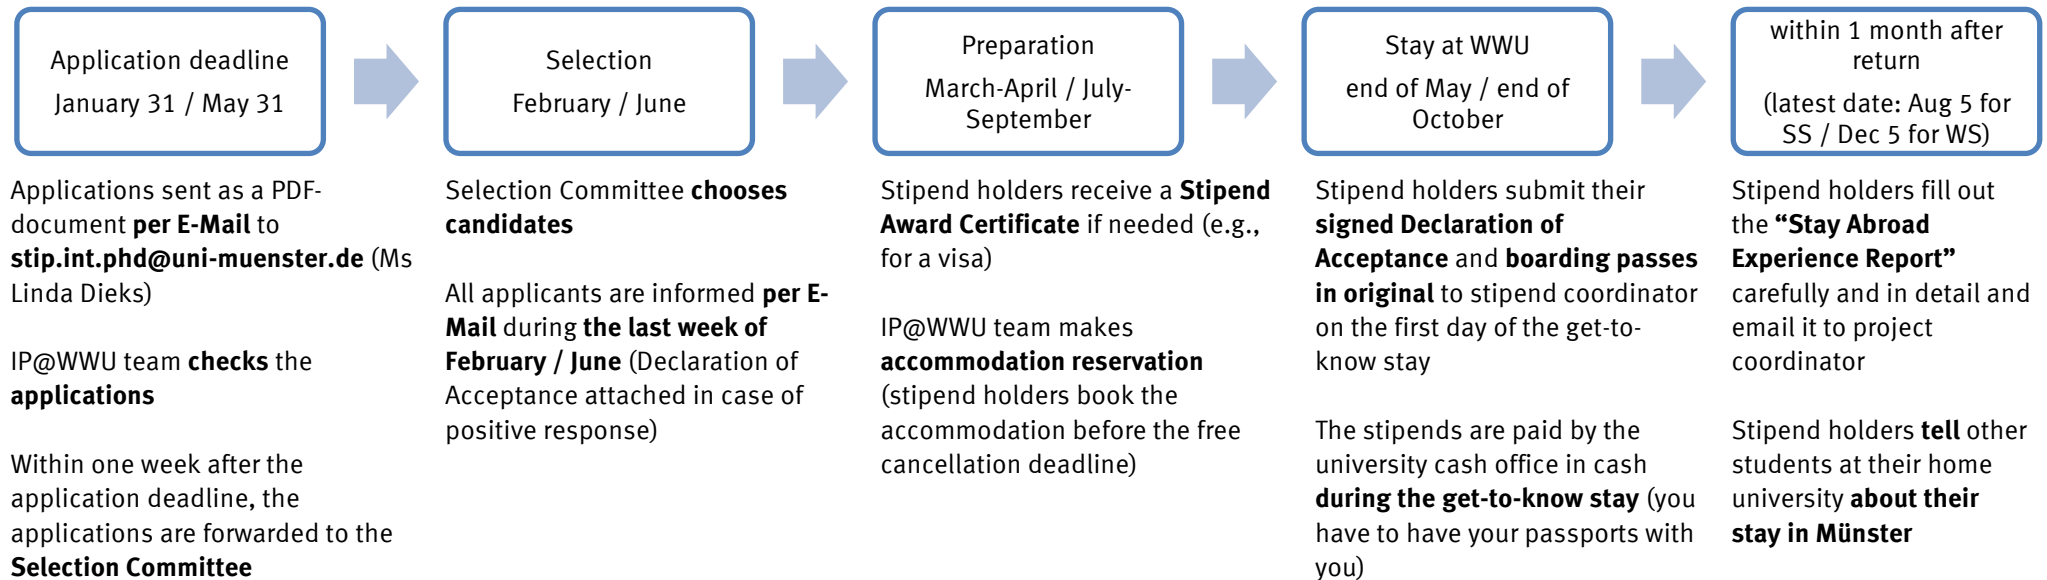 Application deadline
January 31 / May 31
Selection
February / June
Preparation
March-April / July-
September
Stay at WWU
end of May / end of
October
within 1 month after
return
(latest date: Aug 5 for
SS / Dec 5 for WS)
Applications sent as a PDF-
document per E-Mail to
stip.int.phd@uni-muenster.de (Ms
Linda Dieks)
IP@WWU team checks the
applications
Within one week after the
application deadline, the
applications are forwarded to the
Selection Committee
Selection Committee chooses
candidates
All applicants are informed per E-
Mail during the last week of
February / June (Declaration of
Acceptance attached in case of
positive response)
Stipend holders receive a Stipend
Award Certificate if needed (e.g.,
for a visa)
IP@WWU team makes
accommodation reservation
(stipend holders book the
accommodation before the free
cancellation deadline)
Stipend holders submit their
signed Declaration of
Acceptance and boarding passes
in original to stipend coordinator
on the first day of the get-to-
know stay
The stipends are paid by the
university cash office in cash
during the get-to-know stay (you
have to have your passports with
you)
Stipend holders fill out
the “Stay Abroad
Experience Report”
carefully and in detail and
email it to project
coordinator
Stipend holders tell other
students at their home
university about their
stay in Münster